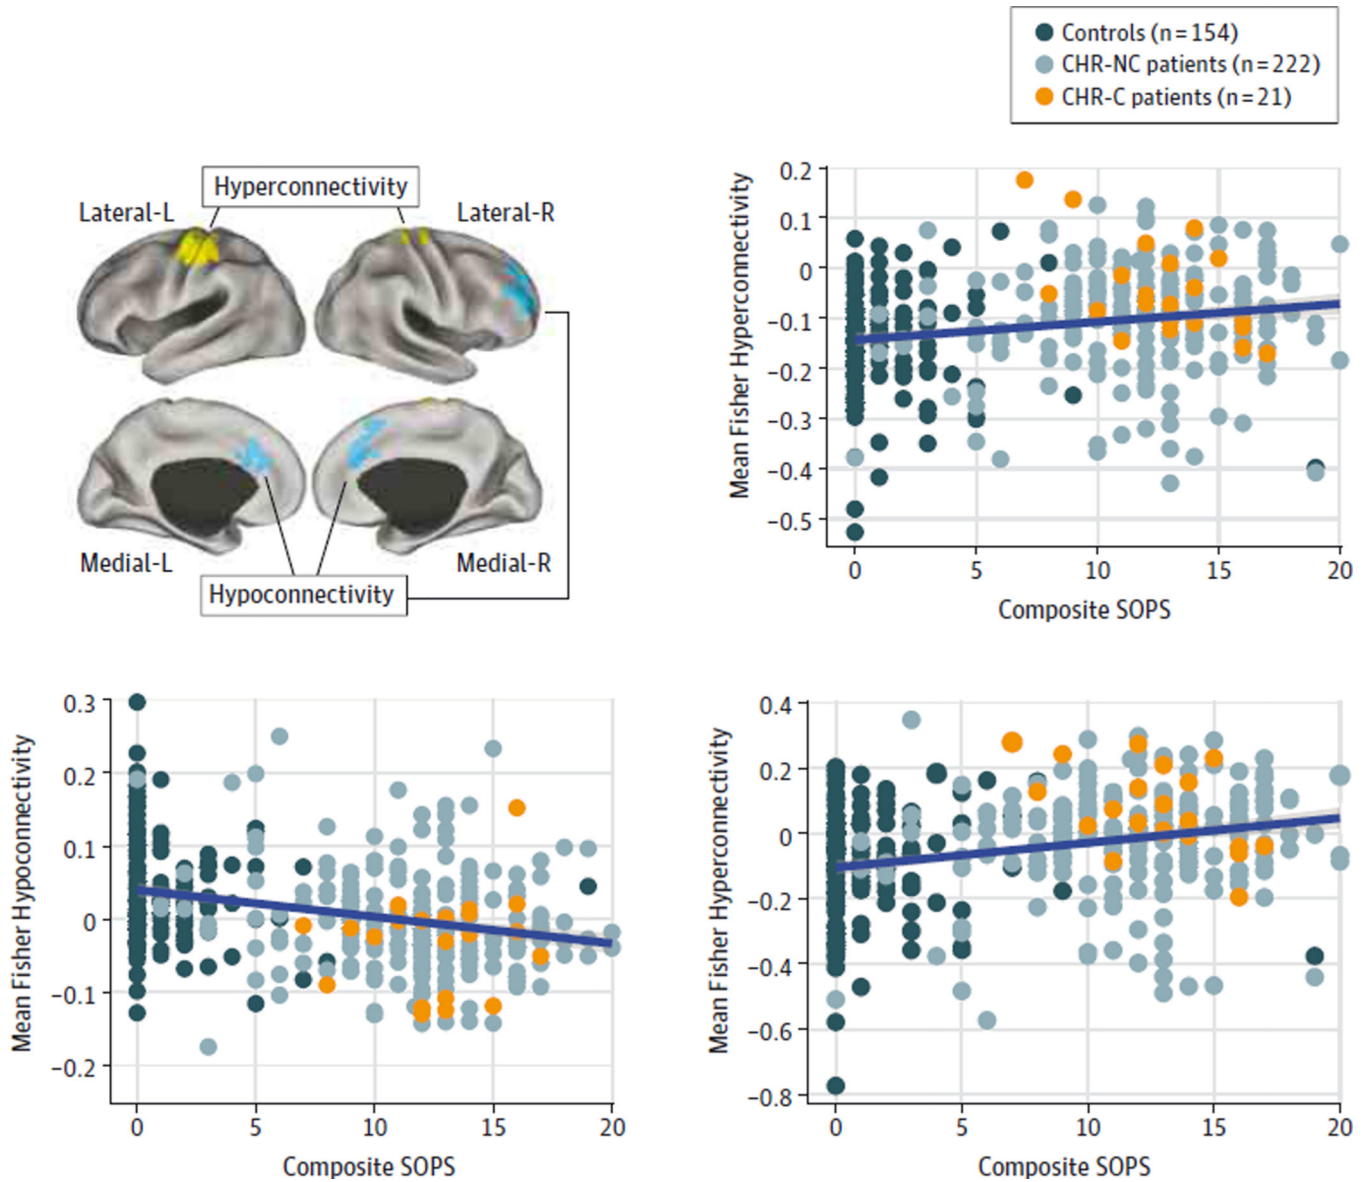 Controls (n=154)
CHR-NC patients (n=222)
CHR-C patients (n=21)
Hyperconnectivity
Lateral-L
Lateral-R
Medial-L
Medial-R
Hypoconnectivity
Mean Fisher Hyperconnectivity
0.2
0.1
0
−0.1
−0.2
−0.3
−0.4
−0.5
0 5 10 15 20
Composite SOPS
Mean Fisher Hypoconnectivity
0.3
0.2
0.1
0
−0.1
−0.2
0 5 10 15 20
Composite SOPS
Mean Fisher Hyperconnectivity
0.4
0.2
0
−0.2
−0.4
−0.6
−0.8
0 5 10 15 20
Composite SOPS